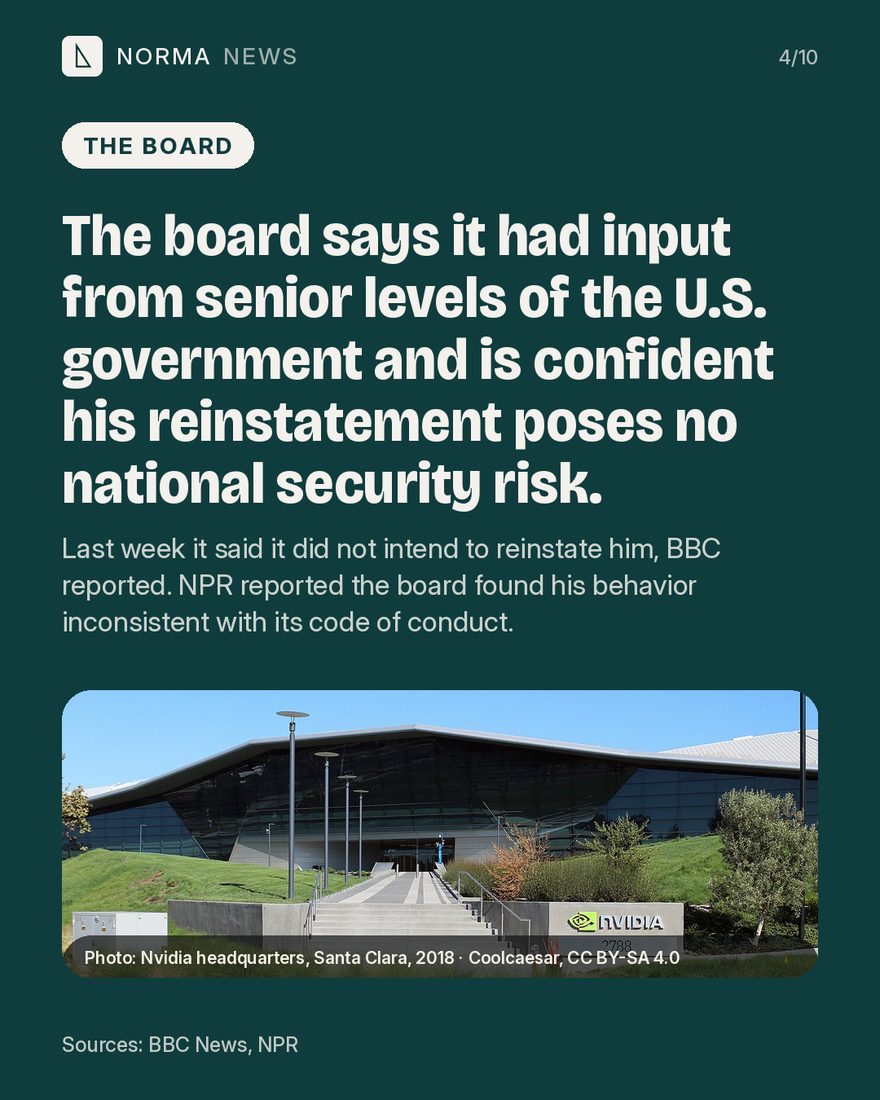 NORMA NEWS
4/10
THE BOARD
The board says it had input
from senior levels of the U.S.
government and is confident
his reinstatement poses no
national security risk.
Last week it said it did not intend to reinstate him, BBC
reported. NPR reported the board found his behavior
inconsistent with its code of conduct.
NVIDIA
2788
Photo: Nvidia headquarters, Santa Clara, 2018 · Coolcaesar, CC BY-SA 4.0
Sources: BBC News, NPR